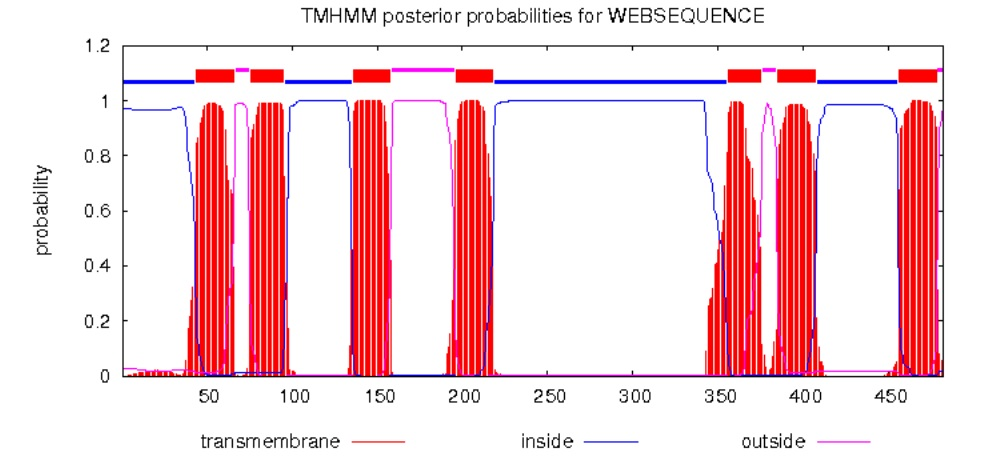 TMHMM posterior probabilities for WEBSEQUENCE
1.2
1
0.8
0.6
0.4
0.2
0
probability
50 100 150 200 250 300 350 400 450
transmembrane inside outside